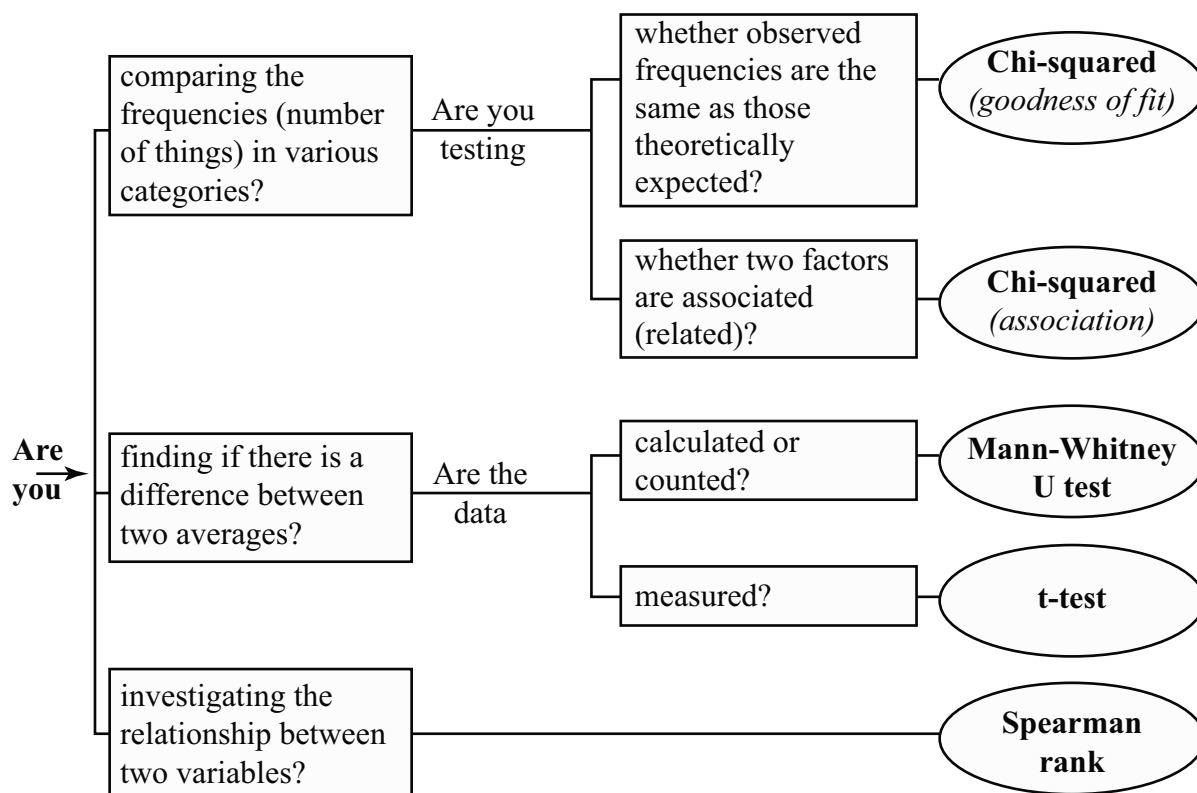 Are
you
comparing the
frequencies (number
of things) in various
categories?
Are you
testing
whether observed
frequencies are the
same as those
theoretically
expected?
Chi-squared
(goodness of fit)
whether two factors
are associated
(related)?
Chi-squared
(association)
finding if there is a
difference between
two averages?
Are the
data
calculated or
counted?
Mann-Whitney
U test
measured?
t-test
investigating the
relationship between
two variables?
Spearman
rank